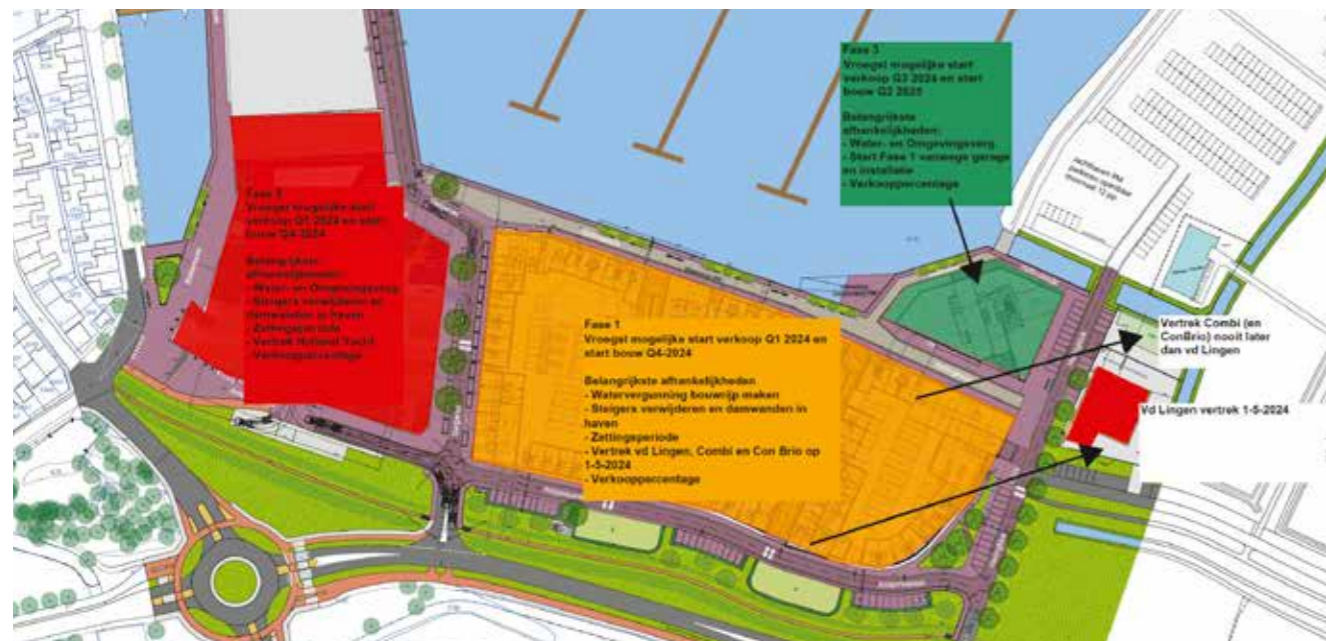 Fase 3
Vroegst mogelijke start
verkoop Q3 2024 en start
bouw Q2 2025
Belangrijkste
afhankelijkheden:
- Water- en Omgevingsverg.
- Start Fase 1 vanwege garage
en installatie
- Verkooppercentage
Vroegst mogelijke start
verkoop Q1 2024 en start
bouw Q4-2024
Belangrijkste
afhankelijkheden:
- Water- en Omgevingsverg.
- Steigers verwijderen en
damwanden in haven
- Zettingsperiode
- Vertrek Holland Yacht
- Verkooppercentage
Fase 1
Vroegst mogelijke start verkoop Q1 2024 en
start bouw Q4-2024
Belangrijkste afhankelijkheden
- Watervergunning bouwrijp maken
- Steigers verwijderen en damwanden in
haven
- Zettingsperiode
- Vertrek vd Lingen, Combi en Con Brio op
1-5-2024
- Verkooppercentage
Vertrek Combi (en
ConBrio) nooit later
dan vd Lingen
Vd Lingen vertrek 1-5-2024